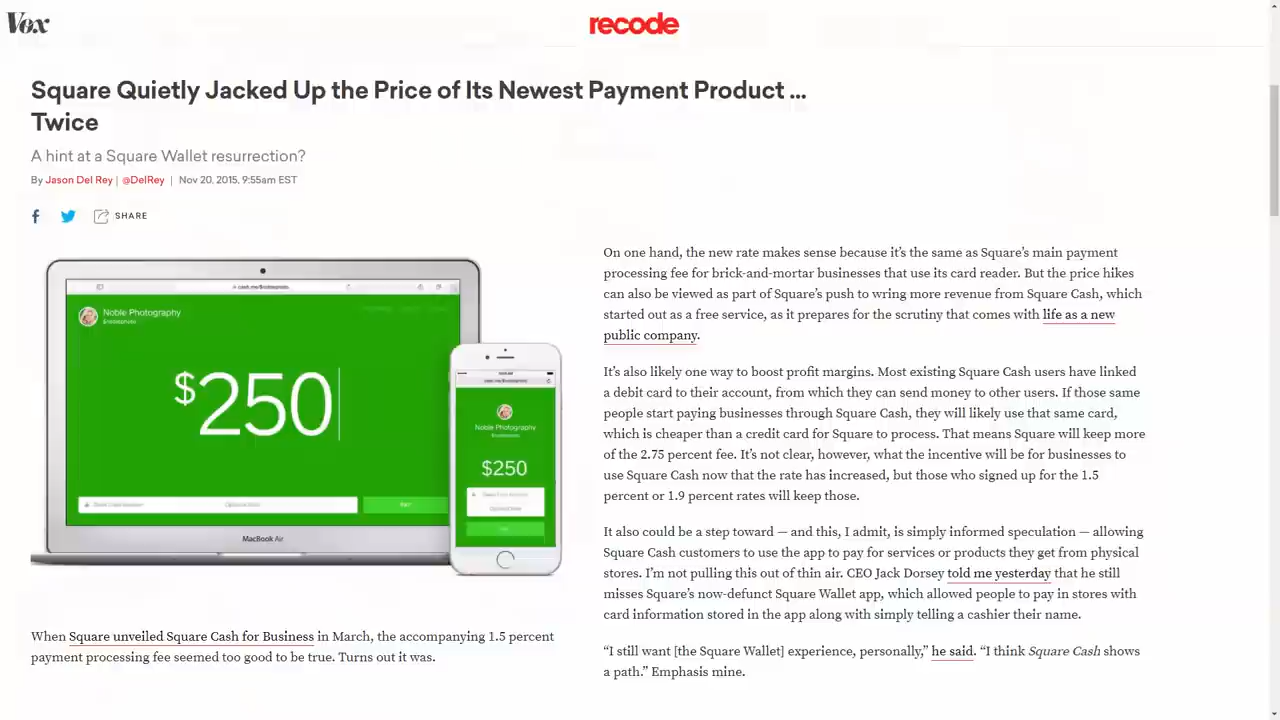 Vox
recode
Square Quietly Jacked Up the Price of Its Newest Payment Product ...
Twice
A hint at a Square Wallet resurrection?
By Jason Del Rey | @DelRey | Nov 20, 2015, 9:55am EST
SHARE
Noble Photography
$250
MacBook Air
Noble Photography
$250
When Square unveiled Square Cash for Business in March, the accompanying 1.5 percent
payment processing fee seemed too good to be true. Turns out it was.
On one hand, the new rate makes sense because it’s the same as Square’s main payment
processing fee for brick-and-mortar businesses that use its card reader. But the price hikes
can also be viewed as part of Square’s push to wring more revenue from Square Cash, which
started out as a free service, as it prepares for the scrutiny that comes with life as a new
public company.
It’s also likely one way to boost profit margins. Most existing Square Cash users have linked
a debit card to their account, from which they can send money to other users. If those same
people start paying businesses through Square Cash, they will likely use that same card,
which is cheaper than a credit card for Square to process. That means Square will keep more
of the 2.75 percent fee. It’s not clear, however, what the incentive will be for businesses to
use Square Cash now that the rate has increased, but those who signed up for the 1.5
percent or 1.9 percent rates will keep those.
It also could be a step toward — and this, I admit, is simply informed speculation — allowing
Square Cash customers to use the app to pay for services or products they get from physical
stores. I’m not pulling this out of thin air. CEO Jack Dorsey told me yesterday that he still
misses Square’s now-defunct Square Wallet app, which allowed people to pay in stores with
card information stored in the app along with simply telling a cashier their name.
“I still want [the Square Wallet] experience, personally,” he said. “I think Square Cash shows
a path.” Emphasis mine.